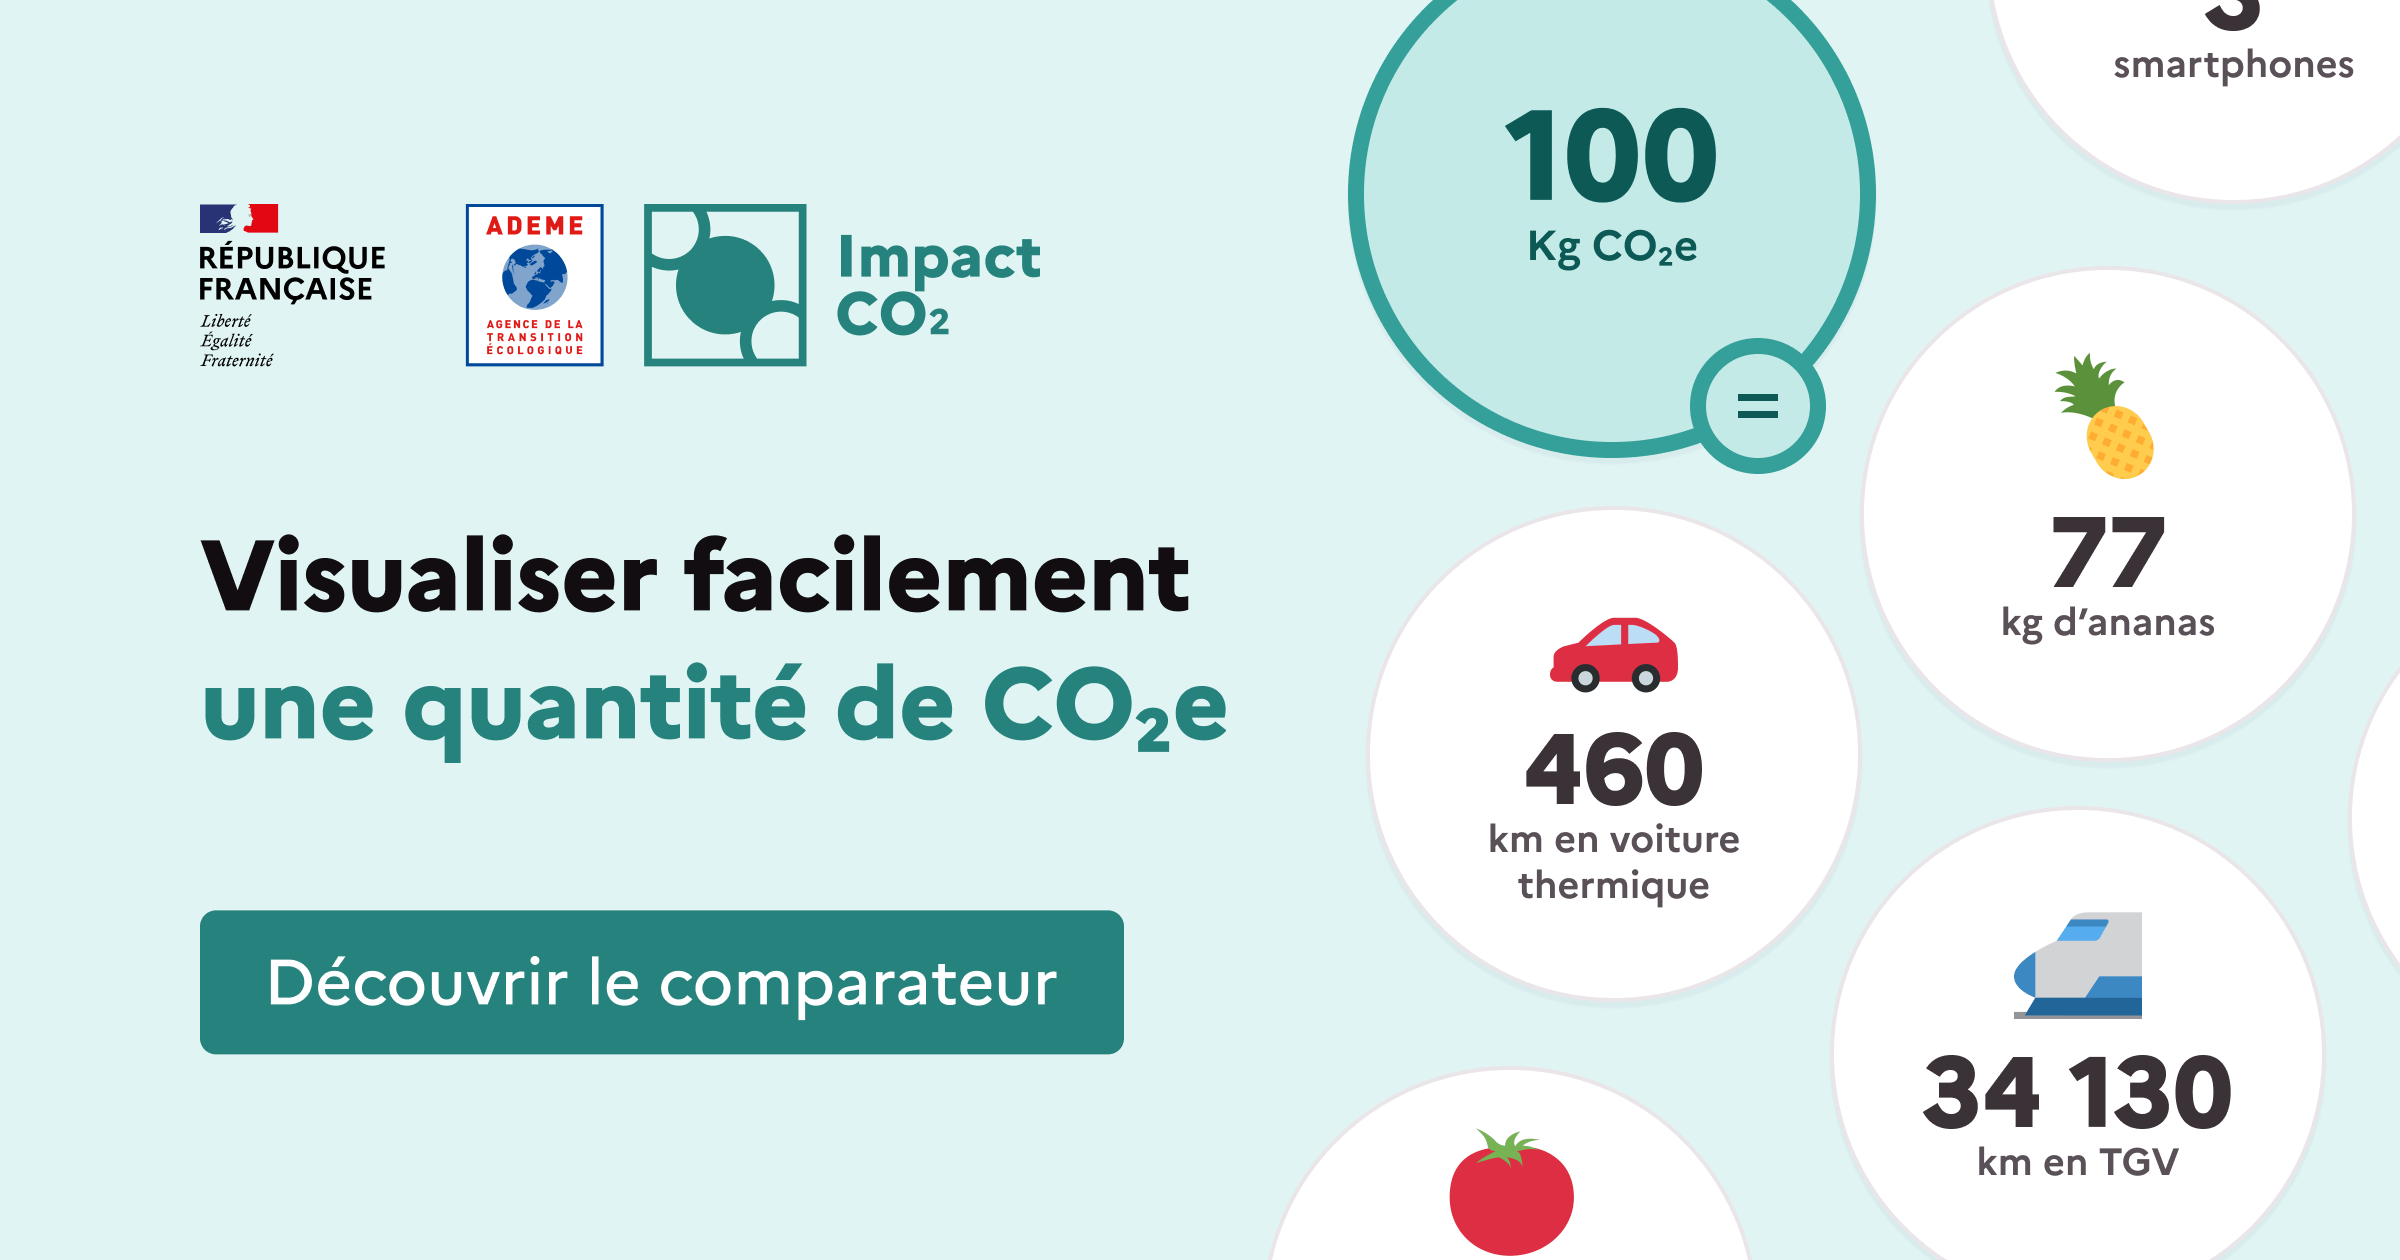 RÉPUBLIQUE
FRANÇAISE
Liberté
Égalité
Fraternité
ADEME
AGENCE DE LA
TRANSITION
ÉCOLOGIQUE
Impact
CO₂
Visualiser facilement
une quantité de CO₂e
Découvrir le comparateur
100
Kg CO₂e
=
smartphones
77
kg d’ananas
460
km en voiture
thermique
34 130
km en TGV